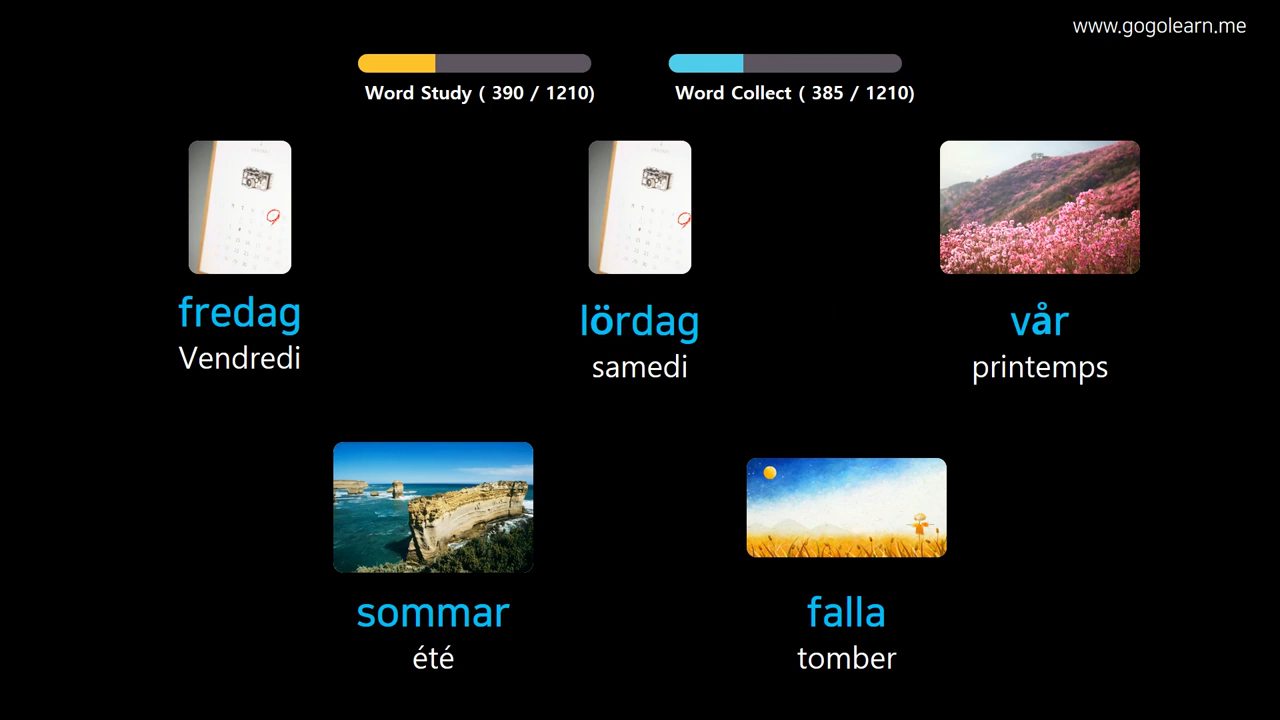 www.gogolearn.me
Word Study ( 390 / 1210)
Word Collect ( 385 / 1210)
fredag
Vendredi
lördag
samedi
vår
printemps
sommar
été
falla
tomber